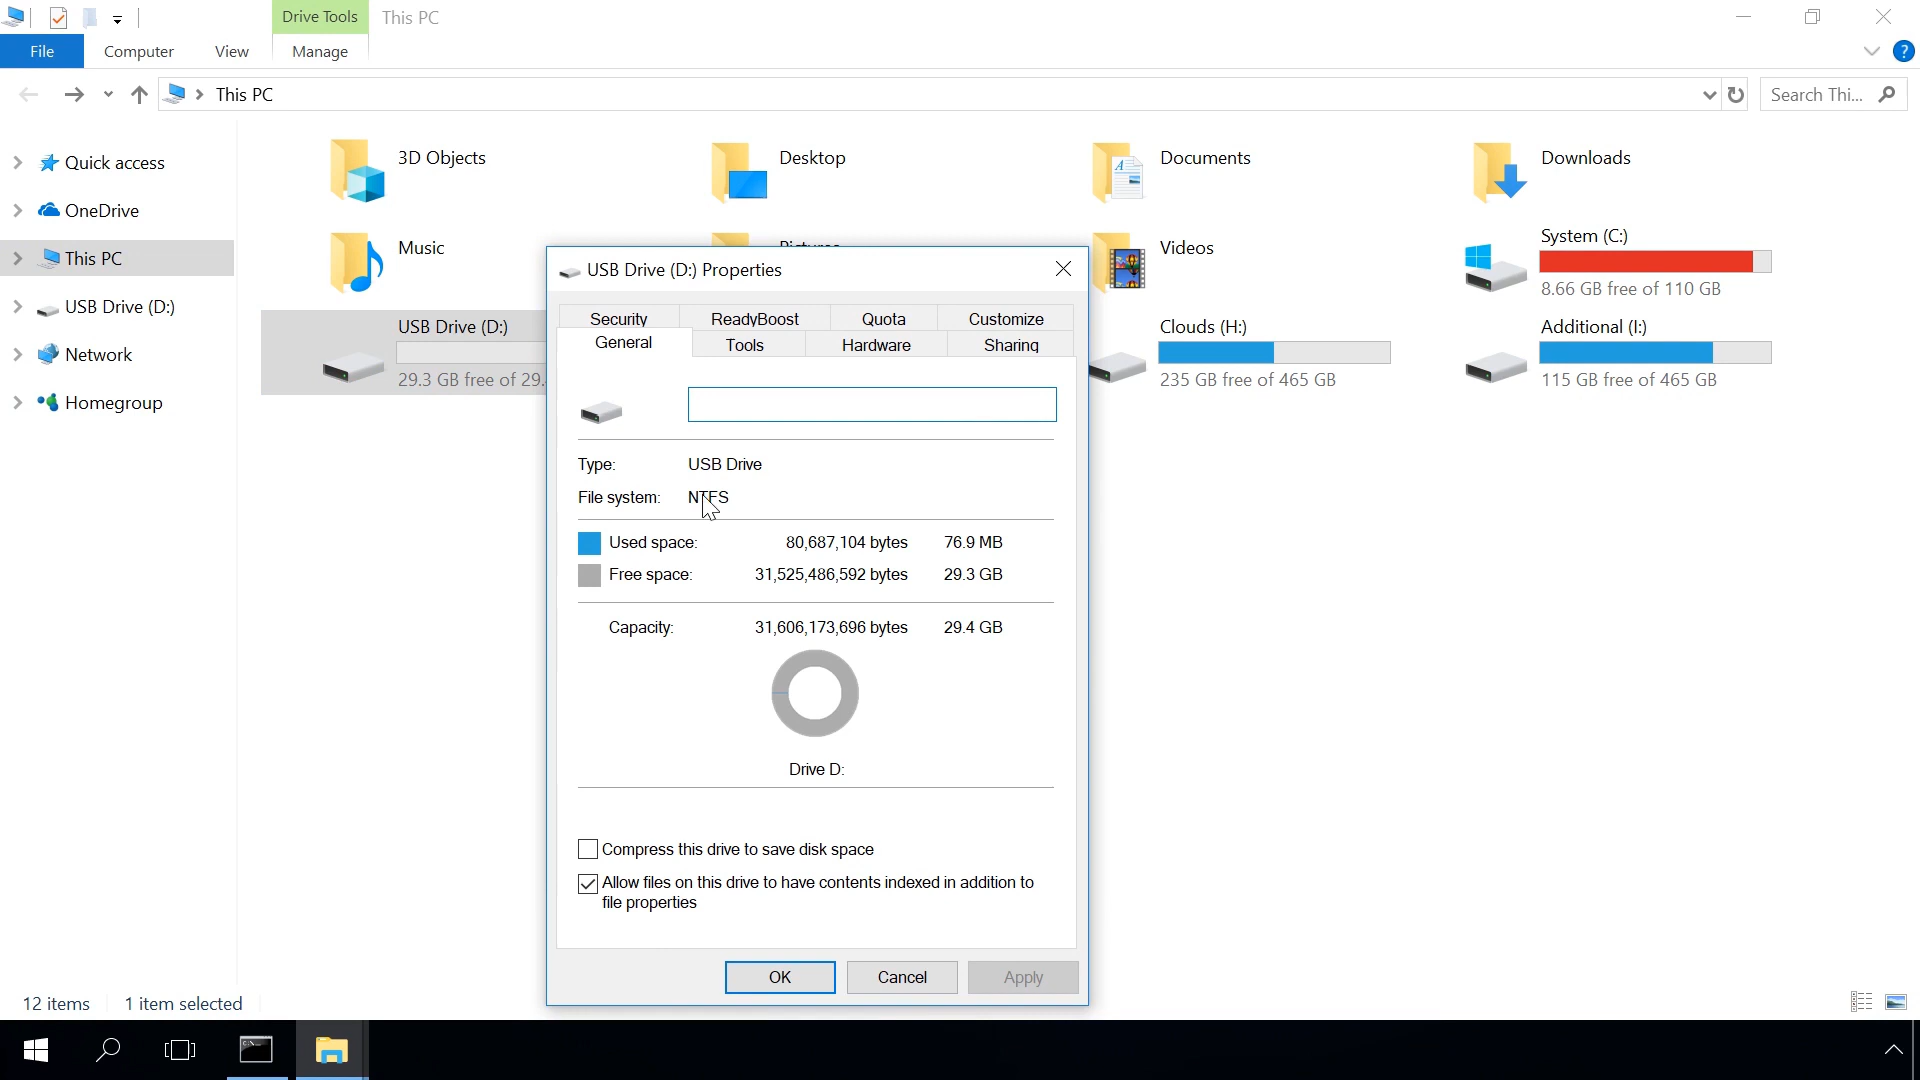 Drive Tools
This PC
File
Computer
View
Manage
This PC
Search Thi...
Quick access
OneDrive
This PC
USB Drive (D:)
Network
Homegroup
3D Objects
Desktop
Documents
Downloads
Music
Videos
System (C:)
8.66 GB free of 110 GB
USB Drive (D:)
29.3 GB free of 29.
Clouds (H:)
235 GB free of 465 GB
Additional (I:)
115 GB free of 465 GB
USB Drive (D:) Properties
Security
ReadyBoost
Quota
Customize
General
Tools
Hardware
Sharing
Type: USB Drive
File system: NTFS
Used space: 80,687,104 bytes 76.9 MB
Free space: 31,525,486,592 bytes 29.3 GB
Capacity: 31,606,173,696 bytes 29.4 GB
Drive D:
Compress this drive to save disk space
Allow files on this drive to have contents indexed in addition to
file properties
OK
Cancel
Apply
12 items
1 item selected